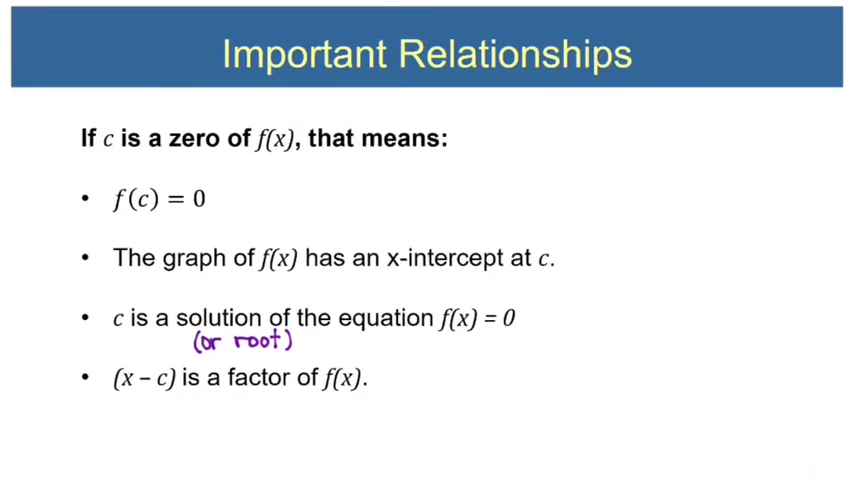 Important Relationships
If c is a zero of f(x), that means:
• f(c) = 0
• The graph of f(x) has an x-intercept at c.
• c is a solution of the equation f(x) = 0
(or root)
• (x – c) is a factor of f(x).